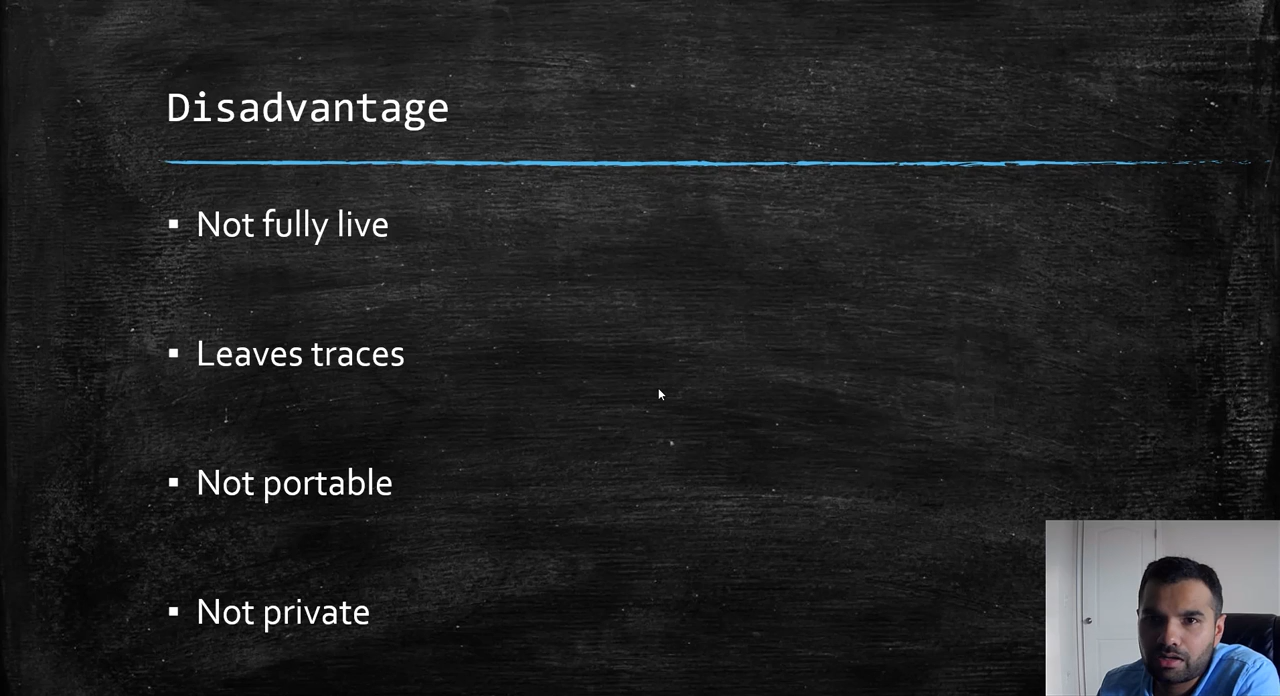 Disadvantage
▪ Not fully live
▪ Leaves traces
▪ Not portable
▪ Not private